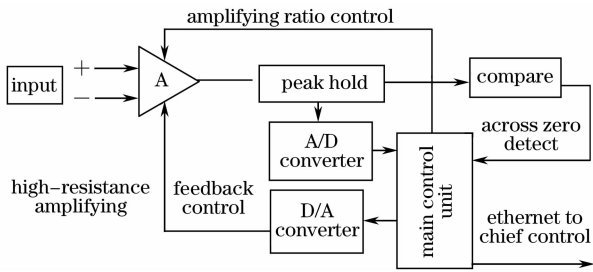 amplifying ratio control
+
A
input
−
peak hold
compare
across zero
detect
A/D
converter
main control
unit
high−resistance
amplifying
feedback
control
D/A
converter
ethernet to
chief control